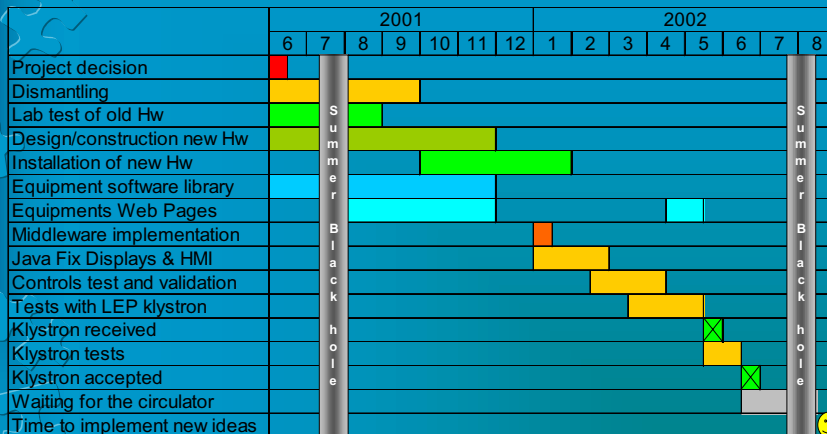 2001 2002
6 7 8 9 10 11 12 1 2 3 4 5 6 7 8
Project decision
Dismantling
Lab test of old Hw
Design/construction new Hw
Installation of new Hw
Equipment software library
Equipments Web Pages
Middleware implementation
Java Fix Displays & HMI
Controls test and validation
Tests with LEP klystron
Klystron received
Klystron tests
Klystron accepted
Waiting for the circulator
Time to implement new ideas
Summer Black hole
Summer Black hole